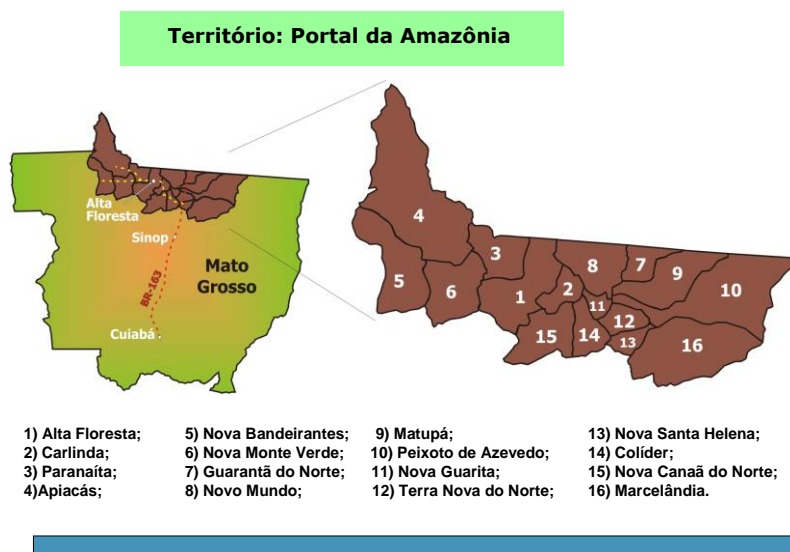 Território: Portal da Amazônia
Alta
Floresta
Sinop
BR-163
Mato
Grosso
Cuiabá
4
3
5
6
1
2
8
7
9
10
11
12
13
14
15
16
1) Alta Floresta; 5) Nova Bandeirantes; 9) Matupá; 13) Nova Santa Helena;
2) Carlinda; 6) Nova Monte Verde; 10) Peixoto de Azevedo; 14) Colíder;
3) Paranaíta; 7) Guarantã do Norte; 11) Nova Guarita; 15) Nova Canaã do Norte;
4)Apiacás; 8) Novo Mundo; 12) Terra Nova do Norte; 16) Marcelândia.